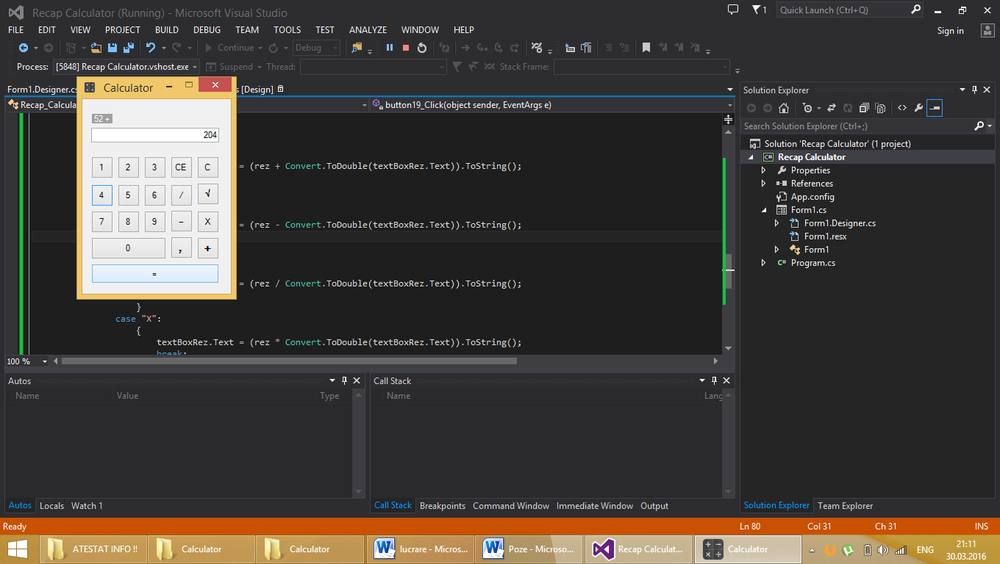 Recap Calculator (Running) - Microsoft Visual Studio
1
Quick Launch (Ctrl+Q)
FILE EDIT VIEW PROJECT BUILD DEBUG TEAM TOOLS TEST ANALYZE WINDOW HELP
Sign in
Continue
Debug
Process: [5848] Recap Calculator.vshost.exe
Suspend
Thread:
Stack Frame:
Form1.Designer.cs
[Design]
Recap_Calcula
button19_Click(object sender, EventArgs e)
= (rez + Convert.ToDouble(textBoxRez.Text)).ToString();
= (rez - Convert.ToDouble(textBoxRez.Text)).ToString();
= (rez / Convert.ToDouble(textBoxRez.Text)).ToString();
}
case "X":
{
textBoxRez.Text = (rez * Convert.ToDouble(textBoxRez.Text)).ToString();
break;
100 %
Calculator
52 +
204
1 2 3 CE C
4 5 6 / √
7 8 9 - X
0 , +
=
Solution Explorer
Search Solution Explorer (Ctrl+;)
Solution 'Recap Calculator' (1 project)
C# Recap Calculator
Properties
References
App.config
Form1.cs
Form1.Designer.cs
Form1.resx
Form1
C# Program.cs
Autos
Name Value Type
Call Stack
Name Lang
Autos Locals Watch 1
Call Stack Breakpoints Command Window Immediate Window Output
Solution Explorer Team Explorer
Ready
Ln 80 Col 31 Ch 31 INS
ATESTAT INFO !!
Calculator
Calculator
lucrare - Micros...
Poze - Microso...
Recap Calculat...
Calculator
ENG
21:11
30.03.2016